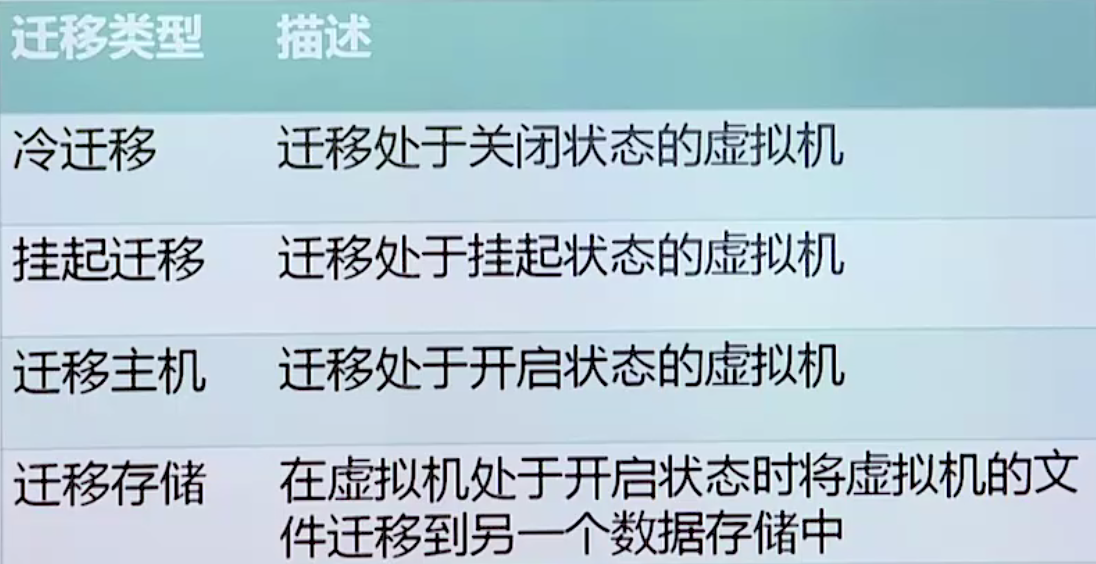 迁移类型 描述
冷迁移 迁移处于关闭状态的虚拟机
挂起迁移 迁移处于挂起状态的虚拟机
迁移主机 迁移处于开启状态的虚拟机
迁移存储 在虚拟机处于开启状态时将虚拟机的文
件迁移到另一个数据存储中